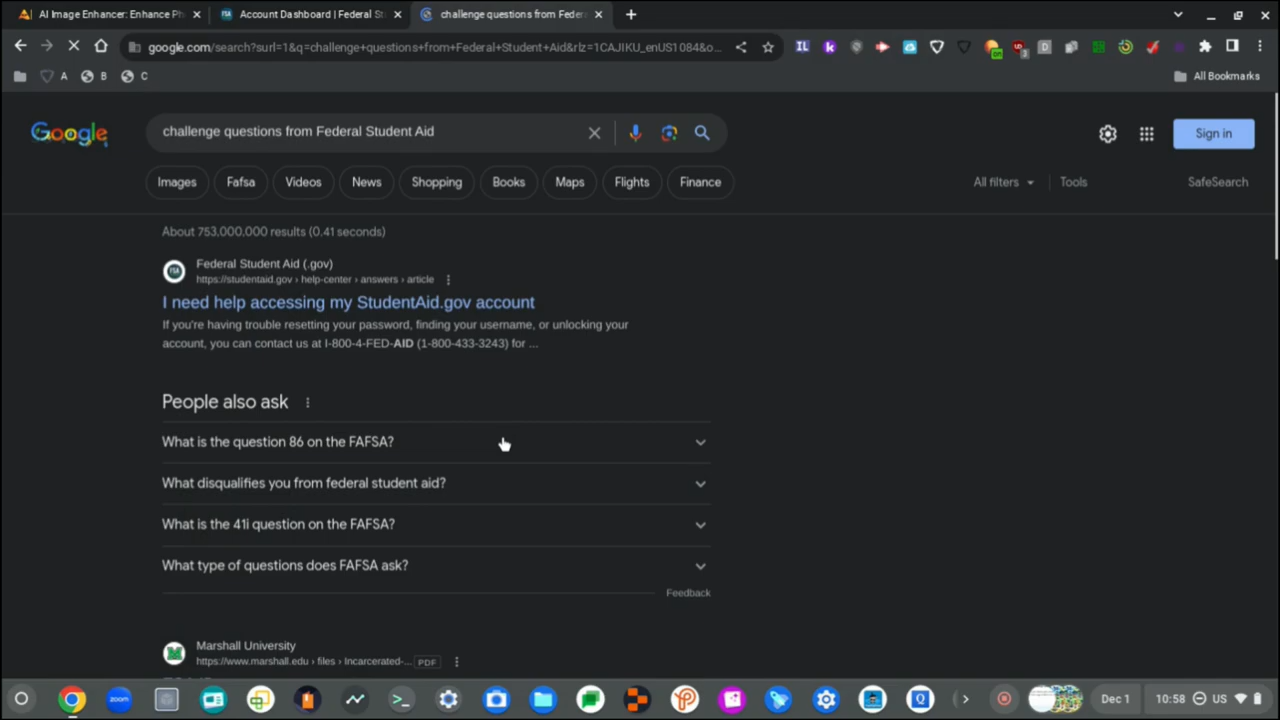 AI Image Enhancer: Enhance Ph
Account Dashboard | Federal St
challenge questions from Feder
google.com/search?surl=1&q=challenge+questions+from+Federal+Student+Aid&rlz=1CAJIKU_enUS1084&o...
A
B
C
All Bookmarks
Google
challenge questions from Federal Student Aid
Sign in
Images
Fafsa
Videos
News
Shopping
Books
Maps
Flights
Finance
All filters
Tools
SafeSearch
About 753,000,000 results (0.41 seconds)
Federal Student Aid (.gov)
https://studentaid.gov › help-center › answers › article
I need help accessing my StudentAid.gov account
If you're having trouble resetting your password, finding your username, or unlocking your
account, you can contact us at I-800-4-FED-AID (1-800-433-3243) for ...
People also ask
What is the question 86 on the FAFSA?
What disqualifies you from federal student aid?
What is the 41i question on the FAFSA?
What type of questions does FAFSA ask?
Feedback
Marshall University
https://www.marshall.edu › files › Incarcerated-...
PDF
zoom
Dec 1
10:58
US